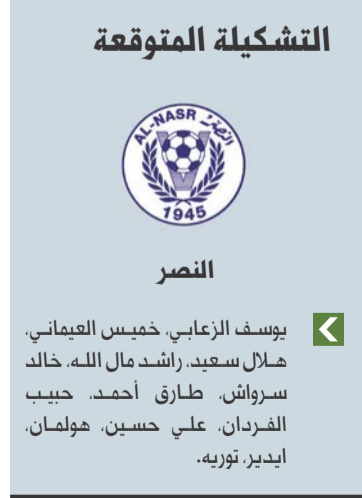 التشكيلة المتوقعة
AL-NASR النصر
1945
النصر
يوسف الزعابي، خميس العيماني،
هلال سعيد، راشد مال الله، خالد
سرواش، طارق أحمد، حبيب
الفردان، علي حسين، هولمان،
ايدير، توريه.